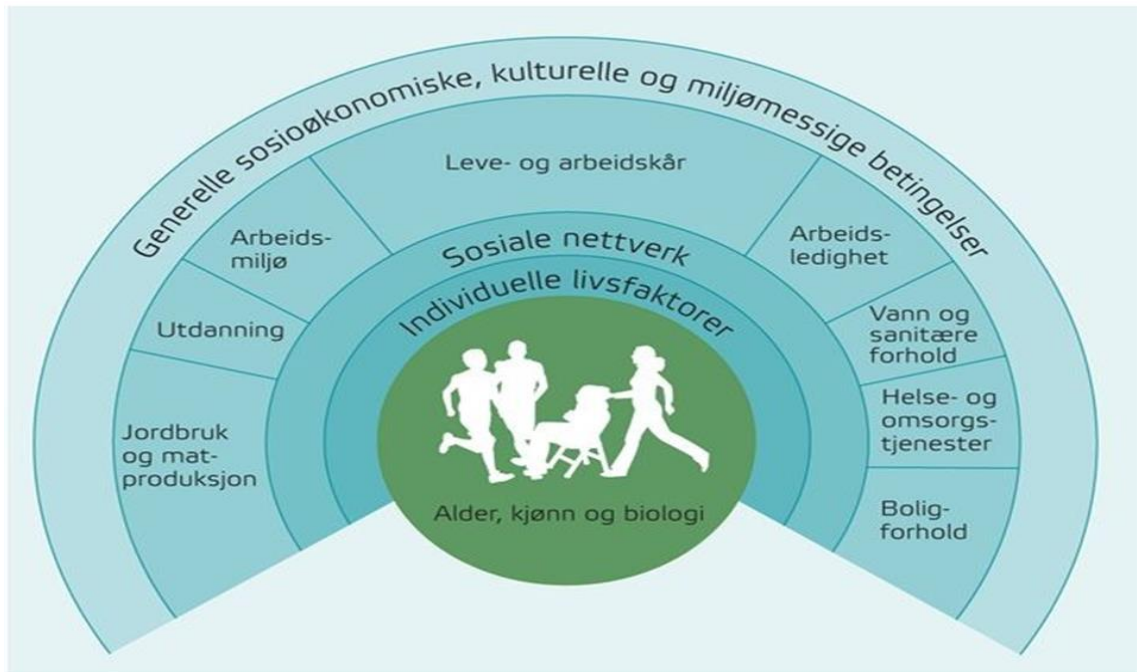 Generelle sosioøkonomiske, kulturelle og miljømessige betingelser
Leve- og arbeidskår
Arbeids-
miljø
Utdanning
Jordbruk
og mat-
produksjon
Arbeids-
ledighet
Vann og
sanitære
forhold
Helse- og
omsorgs-
tjenester
Bolig-
forhold
Sosiale nettverk
Individuelle livsfaktorer
Alder, kjønn og biologi